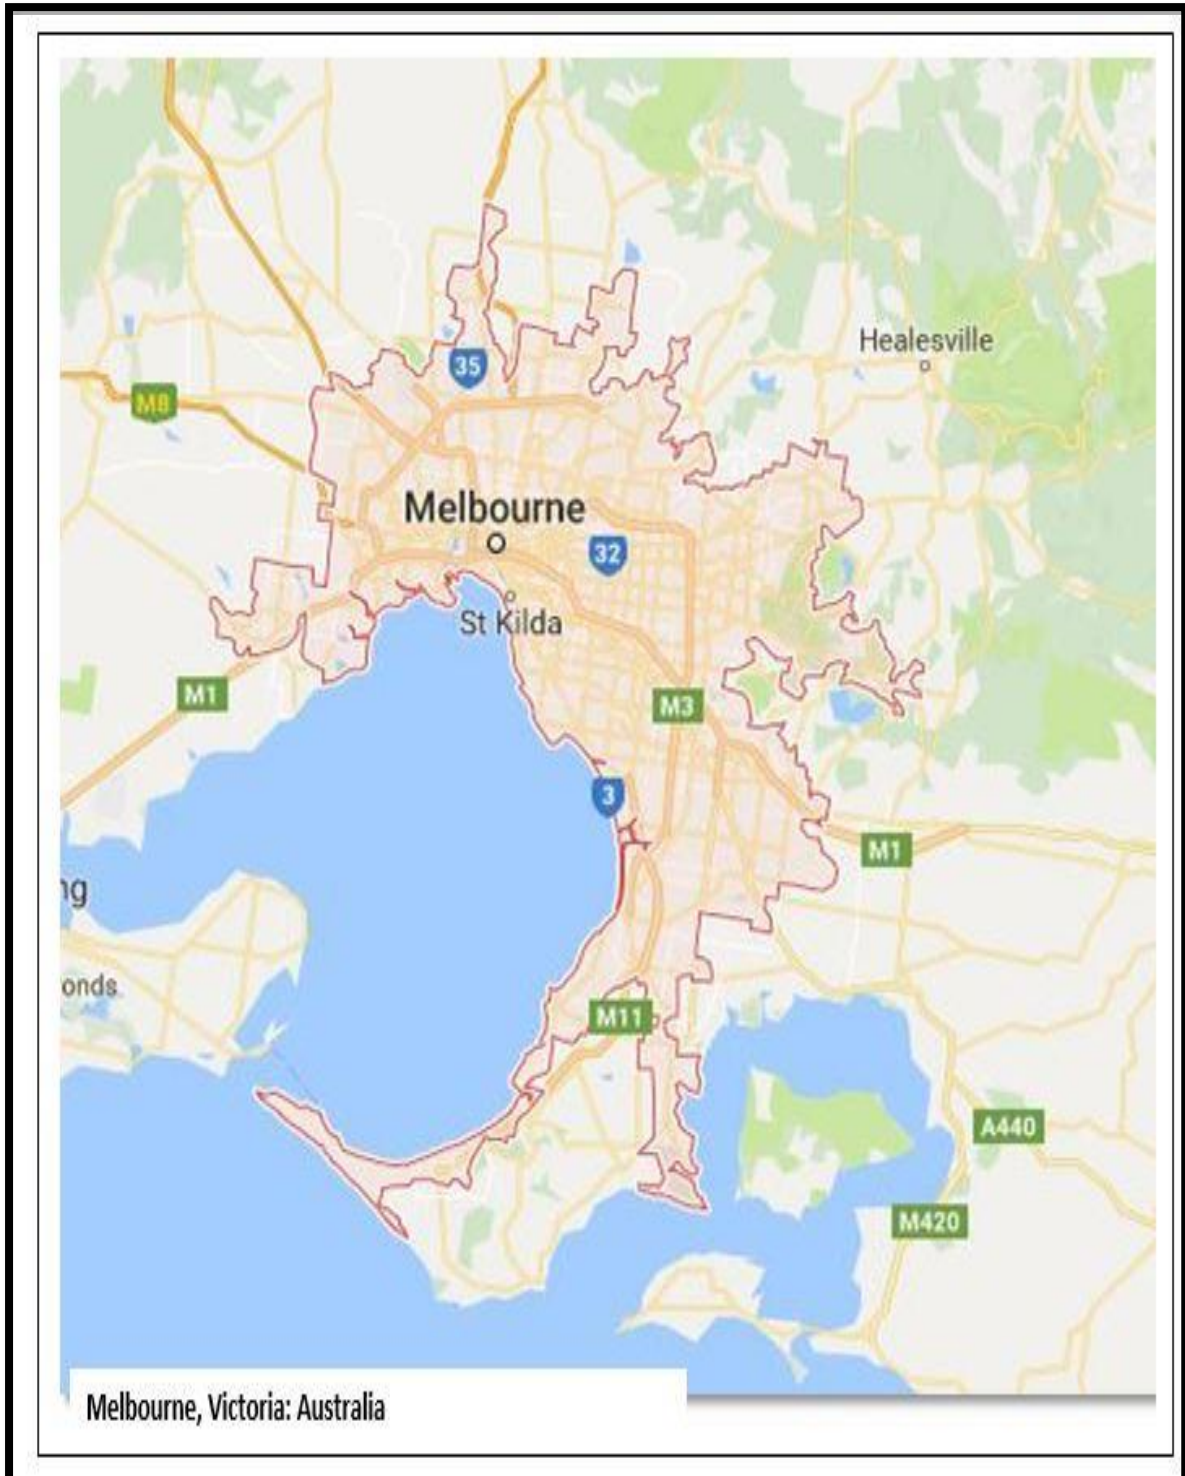 Healesville
35
M8
Melbourne
32
St Kilda
M1
M3
3
M1
ng
onds
M11
A440
M420
Melbourne, Victoria: Australia